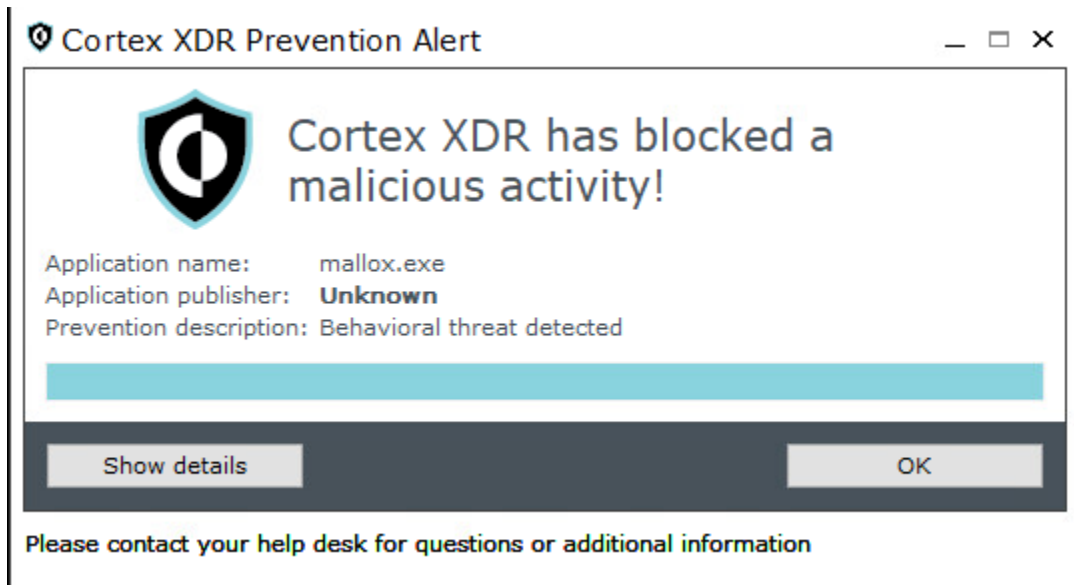 Cortex XDR Prevention Alert
Cortex XDR has blocked a
malicious activity!
Application name: mallox.exe
Application publisher: Unknown
Prevention description: Behavioral threat detected
Show details OK
Please contact your help desk for questions or additional information